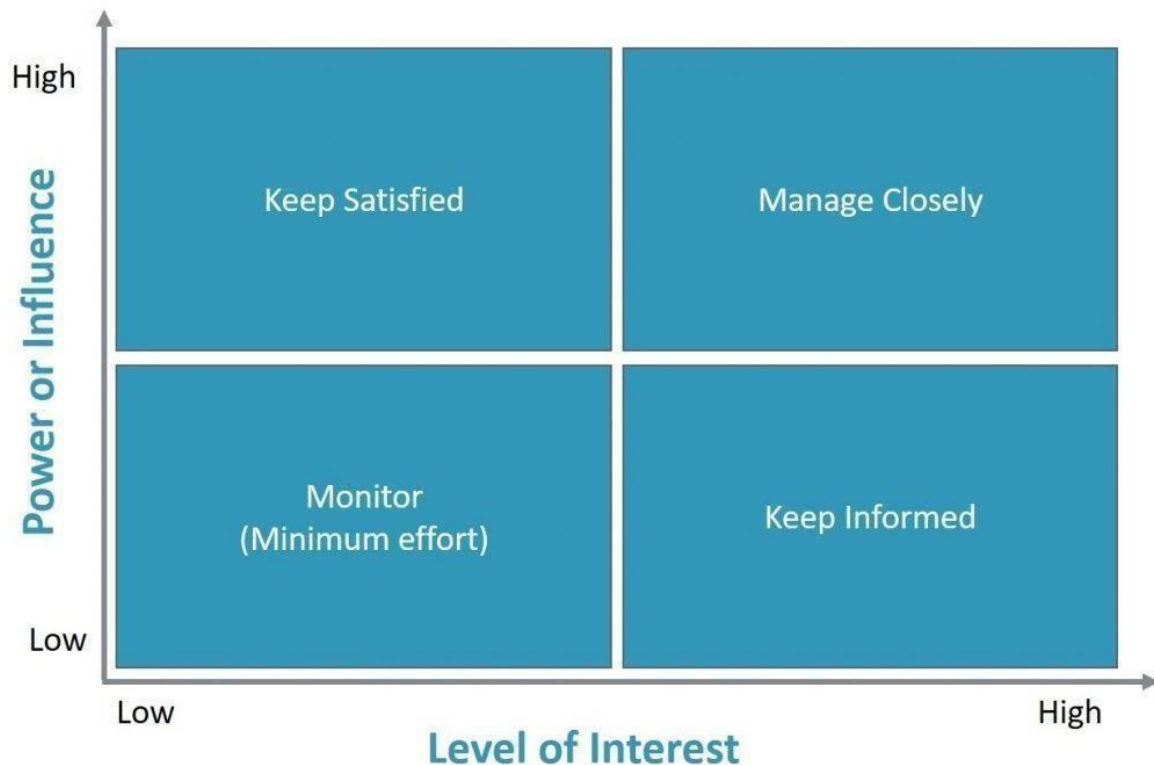 High
Power or Influence
Keep Satisfied
Manage Closely
Monitor
(Minimum effort)
Keep Informed
Low
Low
High
Level of Interest